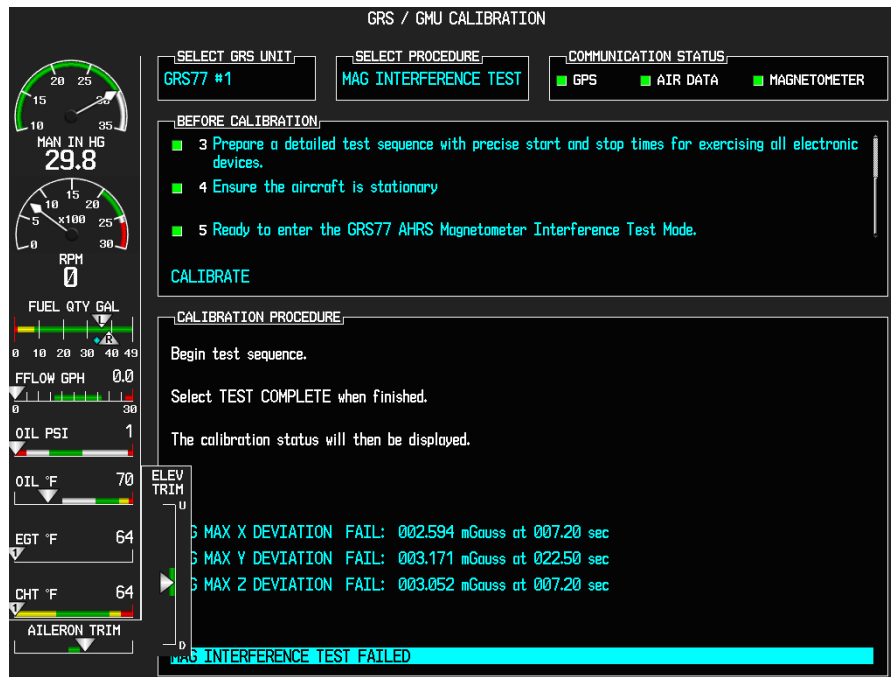 GRS / GMU CALIBRATION
SELECT GRS UNIT
GRS77 #1
SELECT PROCEDURE
MAG INTERFERENCE TEST
COMMUNICATION STATUS
GPS AIR DATA MAGNETOMETER
BEFORE CALIBRATION
3 Prepare a detailed test sequence with precise start and stop times for exercising all electronic
devices.
4 Ensure the aircraft is stationary
5 Ready to enter the GRS77 AHRS Magnetometer Interference Test Mode.
CALIBRATE
CALIBRATION PROCEDURE
Begin test sequence.
Select TEST COMPLETE when finished.
The calibration status will then be displayed.
MAX X DEVIATION FAIL: 002.594 mGauss at 007.20 sec
MAX Y DEVIATION FAIL: 003.171 mGauss at 022.50 sec
MAX Z DEVIATION FAIL: 003.052 mGauss at 007.20 sec
MAG INTERFERENCE TEST FAILED
20 25
15
10 35
MAN IN HG
29.8
15
10 20
5 x100 25
0 30
RPM
0
FUEL QTY GAL
L
R
0 10 20 30 40 49
FFLOW GPH 0.0
0 30
OIL PSI 1
OIL °F 70
EGT °F 64
1
CHT °F 64
1
AILERON TRIM
ELEV
TRIM
U
D